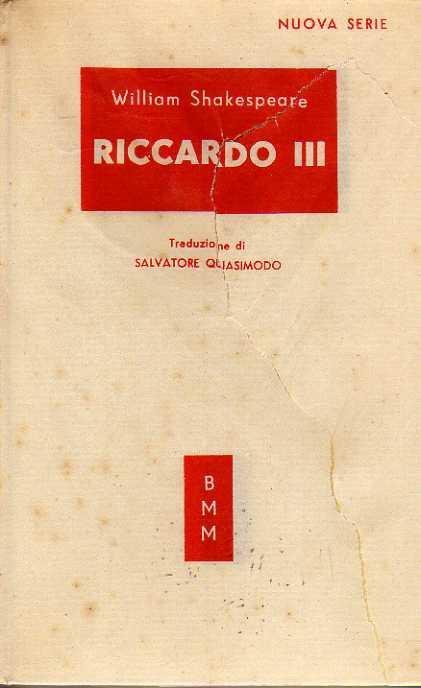 NUOVA SERIE
William Shakespeare
RICCARDO III
Traduzione di
SALVATORE QUASIMODO
B
M
M